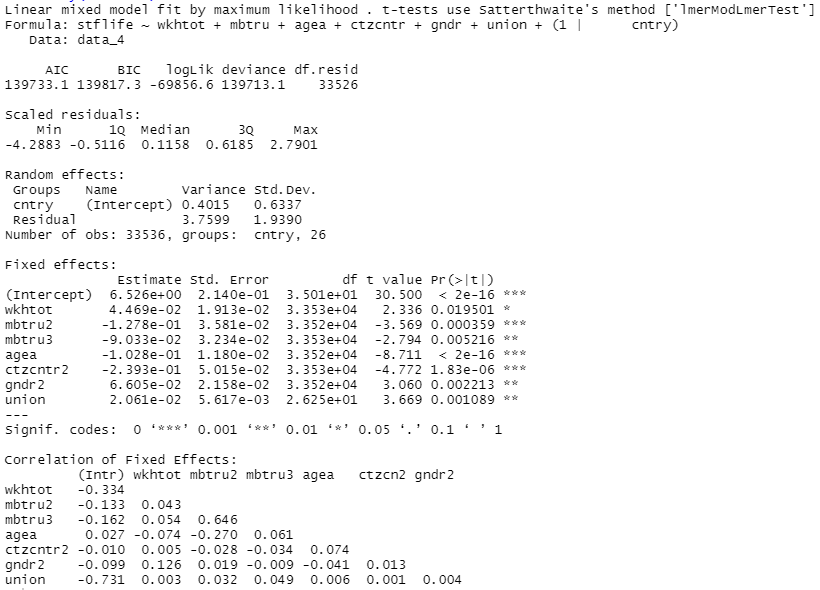 Linear mixed model fit by maximum likelihood . t-tests use Satterthwaite's method ['lmerModLmerTest']
Formula: stflife ~ wkhtot + mbtru + agea + ctzcntr + gndr + union + (1 |      cntry)
   Data: data_4

     AIC      BIC   logLik deviance df.resid
139733.1 139817.3 -69856.6 139713.1    33526

Scaled residuals:
    Min      1Q  Median      3Q     Max
-4.2883 -0.5116  0.1158  0.6185  2.7901

Random effects:
 Groups   Name        Variance Std.Dev.
 cntry    (Intercept) 0.4015   0.6337
 Residual             3.7599   1.9390
Number of obs: 33536, groups:  cntry, 26

Fixed effects:
              Estimate Std. Error         df t value Pr(>|t|)
(Intercept)  6.526e+00  2.140e-01  3.501e+01  30.500  < 2e-16 ***
wkhtot       4.469e-02  1.913e-02  3.353e+04   2.336 0.019501 *
mbtru2      -1.278e-01  3.581e-02  3.352e+04  -3.569 0.000359 ***
mbtru3      -9.033e-02  3.234e-02  3.353e+04  -2.794 0.005216 **
agea        -1.028e-01  1.180e-02  3.352e+04  -8.711  < 2e-16 ***
ctzcntr2    -2.393e-01  5.015e-02  3.352e+04  -4.772 1.83e-06 ***
gndr2        6.605e-02  2.158e-02  3.352e+04   3.060 0.002213 **
union        2.061e-02  5.617e-03  2.625e+01   3.669 0.001089 **
---
Signif. codes:  0 ‘***’ 0.001 ‘**’ 0.01 ‘*’ 0.05 ‘.’ 0.1 ‘ ’ 1

Correlation of Fixed Effects:
         (Intr) wkhtot mbtru2 mbtru3 agea   ctzcn2 gndr2
wkhtot   -0.334
mbtru2   -0.133  0.043
mbtru3   -0.162  0.054  0.646
agea      0.027 -0.074 -0.270  0.061
ctzcntr2 -0.010  0.005 -0.028 -0.034  0.074
gndr2    -0.099  0.126  0.019 -0.009 -0.041  0.013
union    -0.731  0.003  0.032  0.049  0.006  0.001  0.004